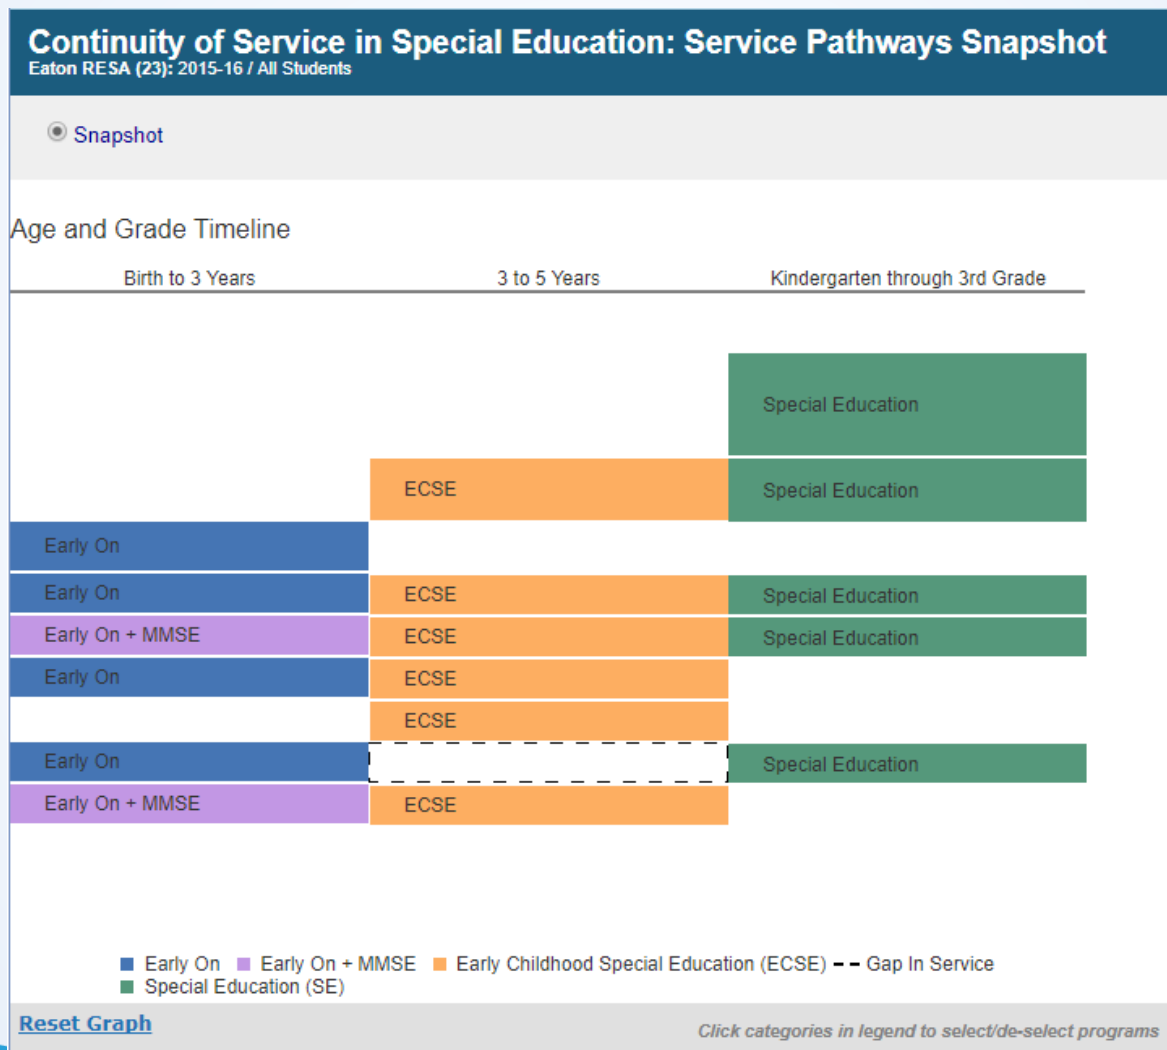 Continuity of Service in Special Education: Service Pathways Snapshot
Eaton RESA (23): 2015-16 / All Students
Snapshot
Age and Grade Timeline
Birth to 3 Years 3 to 5 Years Kindergarten through 3rd Grade
Special Education
ECSE Special Education
Early On
Early On ECSE Special Education
Early On + MMSE ECSE Special Education
Early On ECSE
ECSE
Early On Special Education
Early On + MMSE ECSE
Early On Early On + MMSE Early Childhood Special Education (ECSE) Gap In Service
Special Education (SE)
Reset Graph Click categories in legend to select/de-select programs